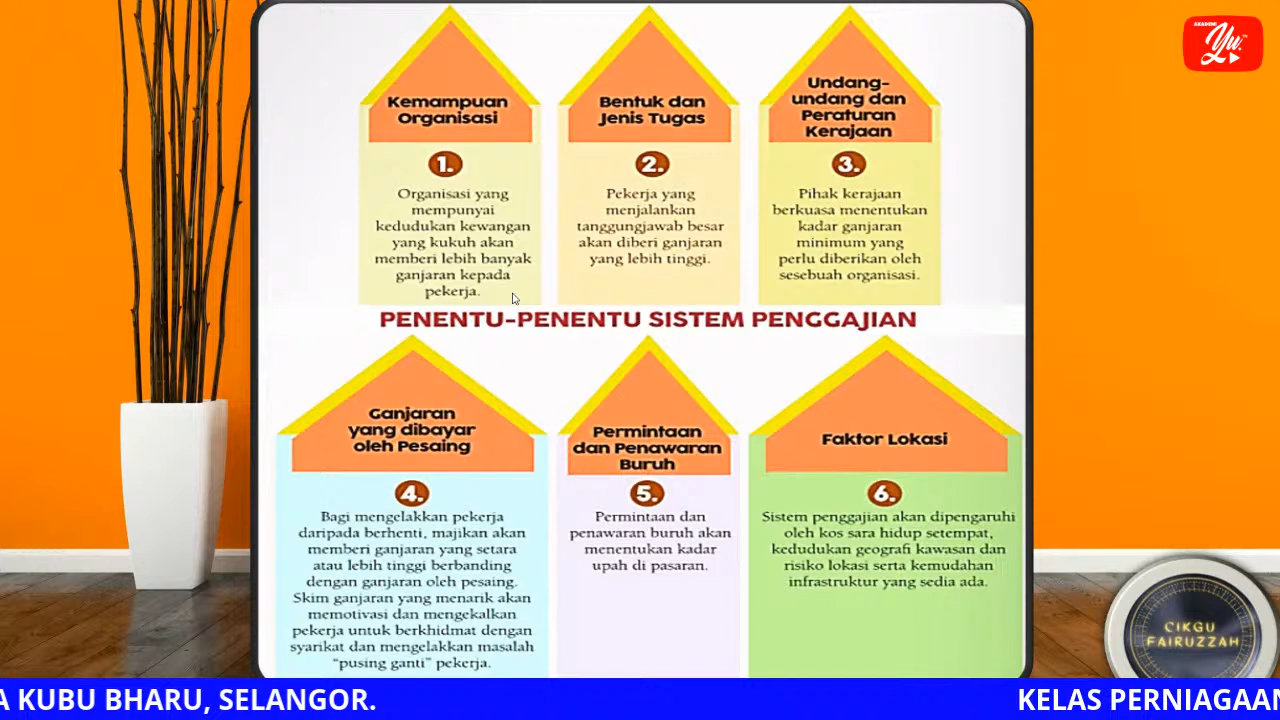 AKADEMI
Yu
Kemampuan
Organisasi
1.
Organisasi yang
mempunyai
kedudukan kewangan
yang kukuh akan
memberi lebih banyak
ganjaran kepada
pekerja.
Bentuk dan
Jenis Tugas
2.
Pekerja yang
menjalankan
tanggungjawab besar
akan diberi ganjaran
yang lebih tinggi.
Undang-
undang dan
Peraturan
Kerajaan
3.
Pihak kerajaan
berkuasa menentukan
kadar ganjaran
minimum yang
perlu diberikan oleh
sesebuah organisasi.
PENENTU-PENENTU SISTEM PENGGAJIAN
Ganjaran
yang dibayar
oleh Pesaing
4.
Bagi mengelakkan pekerja
daripada berhenti, majikan akan
memberi ganjaran yang setara
atau lebih tinggi berbanding
dengan ganjaran oleh pesaing.
Skim ganjaran yang menarik akan
memotivasi dan mengekalkan
pekerja untuk berkhidmat dengan
syarikat dan mengelakkan masalah
“pusing ganti” pekerja.
Permintaan
dan Penawaran
Buruh
5.
Permintaan dan
penawaran buruh akan
menentukan kadar
upah di pasaran.
Faktor Lokasi
6.
Sistem penggajian akan dipengaruhi
oleh kos sara hidup setempat,
kedudukan geografi kawasan dan
risiko lokasi serta kemudahan
infrastruktur yang sedia ada.
CIKGU
FAIRUZZAH
A KUBU BHARU, SELANGOR.
KELAS PERNIAGAAN